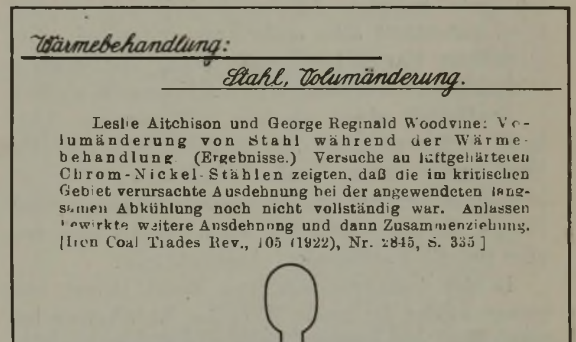 Wärmebehandlung:
Stahl, Volumänderung.
Leslie Aitchison und George Reginald Woodvine: Vo-
lumänderung von Stahl während der Wärme-
behandlung. (Ergebnisse.) Versuche an luftgehärteten
Chrom-Nickel-Stählen zeigten, daß die im kritischen
Gebiet verursachte Ausdehnung bei der angewendeten lang-
samen Abkühlung noch nicht vollständig war. Anlassen
bewirkte weitere Ausdehnung und dann Zusammenziehung.
[Iron Coal Trades Rev., 105 (1922), Nr. 2845, S. 335]